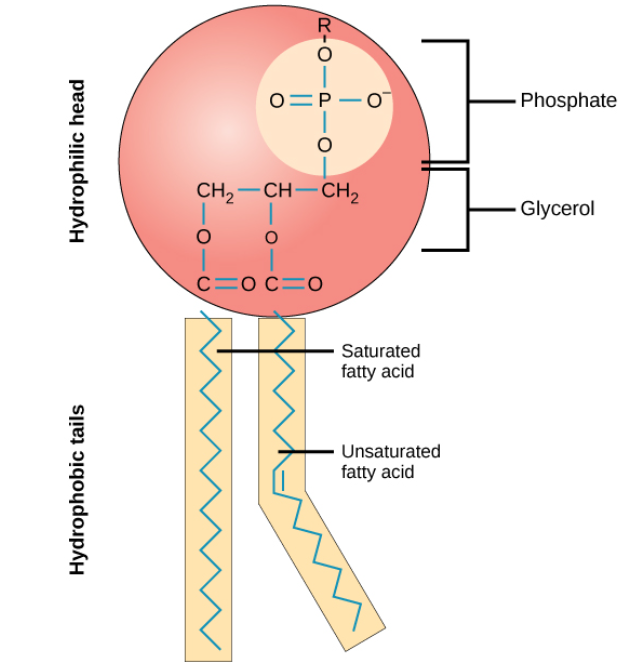 R
O
O=P—O⁻
O
CH₂—CH—CH₂
O O
C=O C=O
Hydrophilic head
Phosphate
Glycerol
Saturated
fatty acid
Unsaturated
fatty acid
Hydrophobic tails